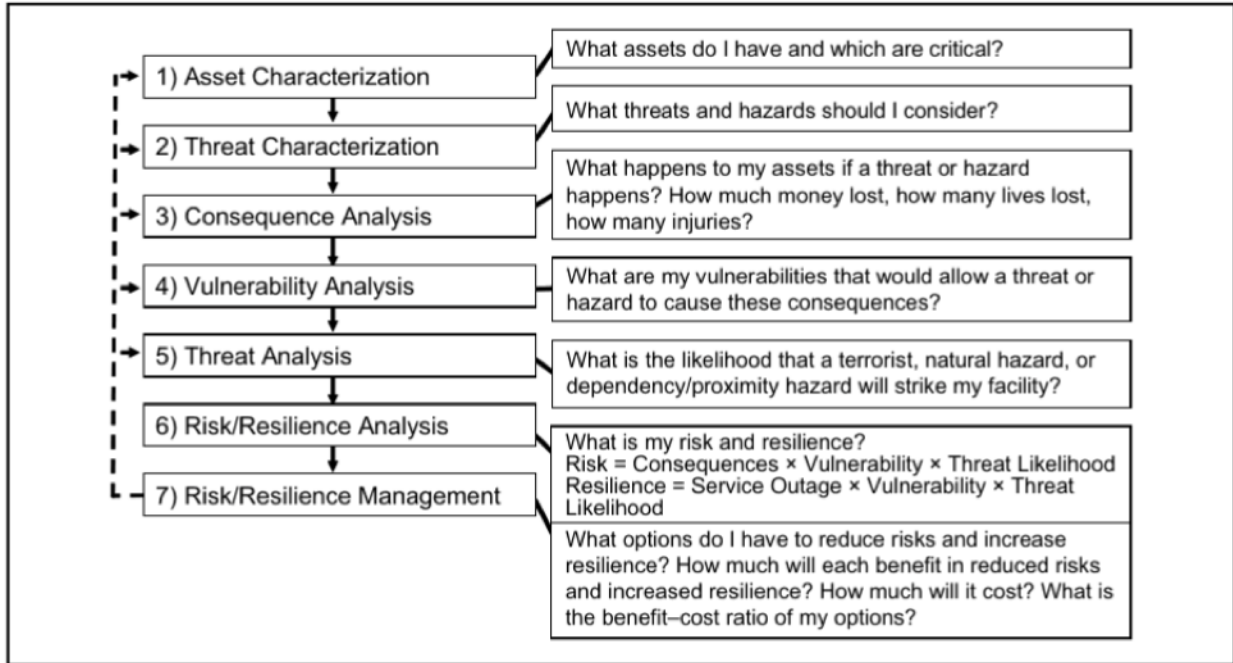 1) Asset Characterization
What assets do I have and which are critical?
2) Threat Characterization
What threats and hazards should I consider?
3) Consequence Analysis
What happens to my assets if a threat or hazard
happens? How much money lost, how many lives lost,
how many injuries?
4) Vulnerability Analysis
What are my vulnerabilities that would allow a threat or
hazard to cause these consequences?
5) Threat Analysis
What is the likelihood that a terrorist, natural hazard, or
dependency/proximity hazard will strike my facility?
6) Risk/Resilience Analysis
What is my risk and resilience?
Risk = Consequences × Vulnerability × Threat Likelihood
Resilience = Service Outage × Vulnerability × Threat
Likelihood
7) Risk/Resilience Management
What options do I have to reduce risks and increase
resilience? How much will each benefit in reduced risks
and increased resilience? How much will it cost? What is
the benefit–cost ratio of my options?